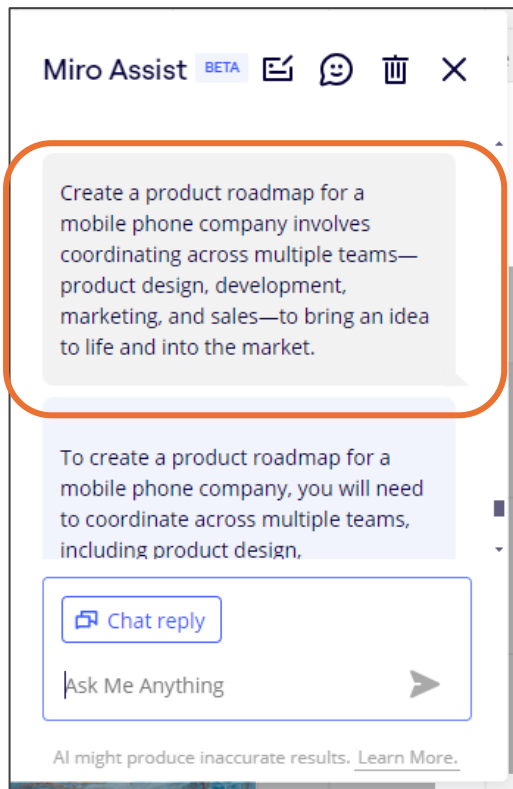 Miro Assist BETA
Create a product roadmap for a
mobile phone company involves
coordinating across multiple teams—
product design, development,
marketing, and sales—to bring an idea
to life and into the market.
To create a product roadmap for a
mobile phone company, you will need
to coordinate across multiple teams,
including product design,
Chat reply
Ask Me Anything
AI might produce inaccurate results. Learn More.